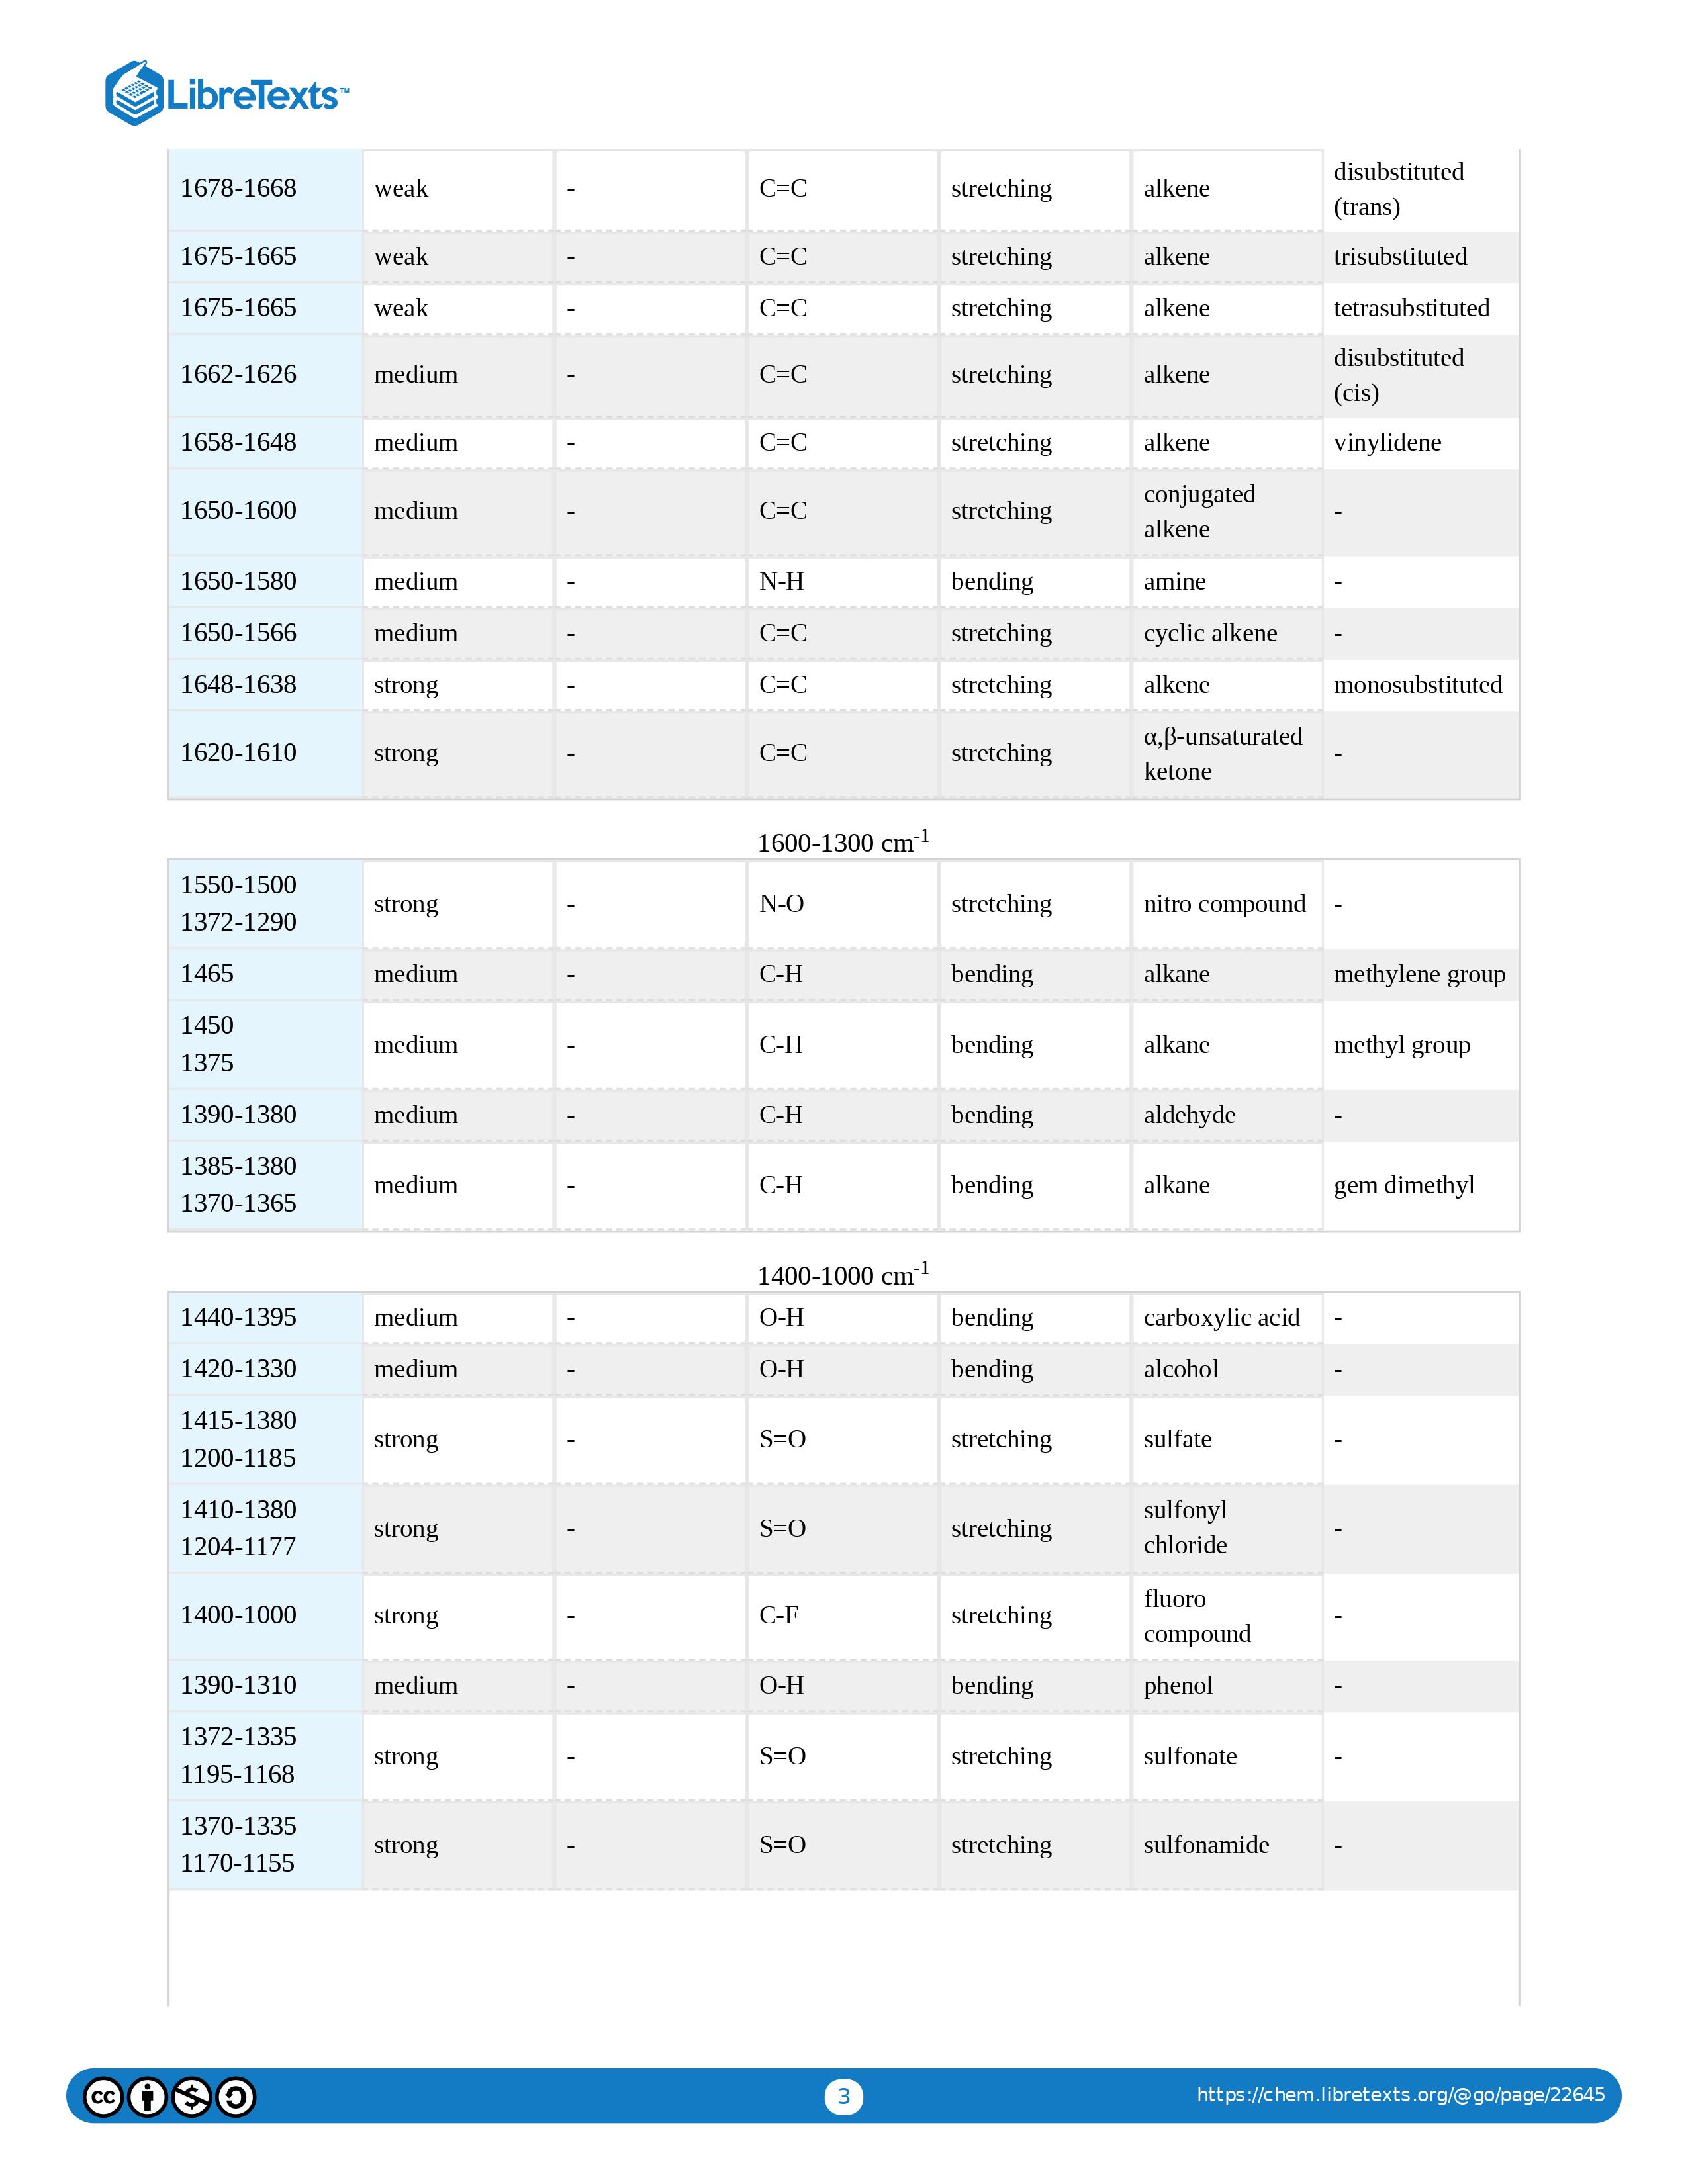 LibreTexts™
1678-1668 weak - C=C stretching alkene disubstituted
(trans)
1675-1665 weak - C=C stretching alkene trisubstituted
1675-1665 weak - C=C stretching alkene tetrasubstituted
1662-1626 medium - C=C stretching alkene disubstituted
(cis)
1658-1648 medium - C=C stretching alkene vinylidene
1650-1600 medium - C=C stretching conjugated
alkene -
1650-1580 medium - N-H bending amine -
1650-1566 medium - C=C stretching cyclic alkene -
1648-1638 strong - C=C stretching alkene monosubstituted
1620-1610 strong - C=C stretching α,β-unsaturated
ketone -
1600-1300 cm-1
1550-1500
1372-1290 strong - N-O stretching nitro compound -
1465 medium - C-H bending alkane methylene group
1450
1375 medium - C-H bending alkane methyl group
1390-1380 medium - C-H bending aldehyde -
1385-1380
1370-1365 medium - C-H bending alkane gem dimethyl
1400-1000 cm-1
1440-1395 medium - O-H bending carboxylic acid -
1420-1330 medium - O-H bending alcohol -
1415-1380
1200-1185 strong - S=O stretching sulfate -
1410-1380
1204-1177 strong - S=O stretching sulfonyl
chloride -
1400-1000 strong - C-F stretching fluoro
compound -
1390-1310 medium - O-H bending phenol -
1372-1335
1195-1168 strong - S=O stretching sulfonate -
1370-1335
1170-1155 strong - S=O stretching sulfonamide -
cc 3 https://chem.libretexts.org/@go/page/22645